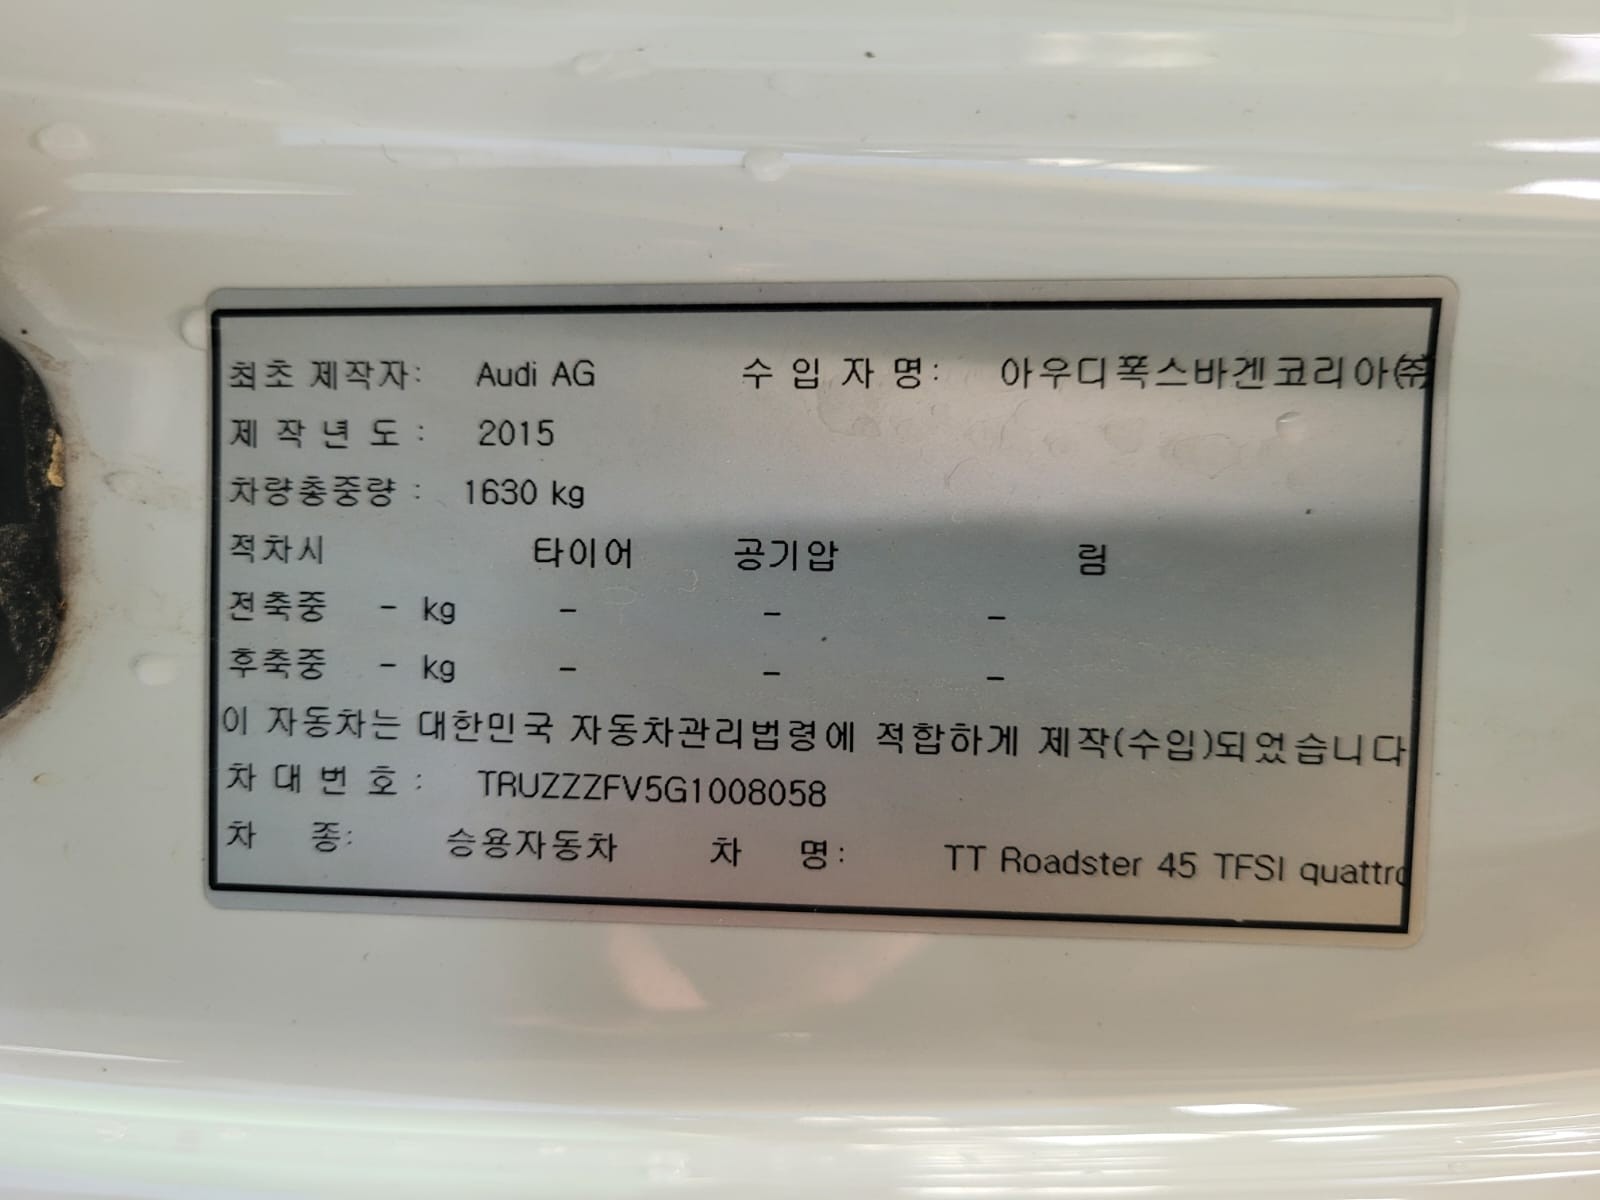 최초 제작자: Audi AG 수 입 자 명: 아우디폭스바겐코리아㈜
제 작 년 도: 2015
차량총중량: 1630 kg
적차시 타이어 공기압 림
전축중 - kg - - -
후축중 - kg - - -
이 자동차는 대한민국 자동차관리법령에 적합하게 제작(수입)되었습니다
차 대 번 호: TRUZZZFV5G1008058
차 종: 승용자동차 차 명: TT Roadster 45 TFSI quattro